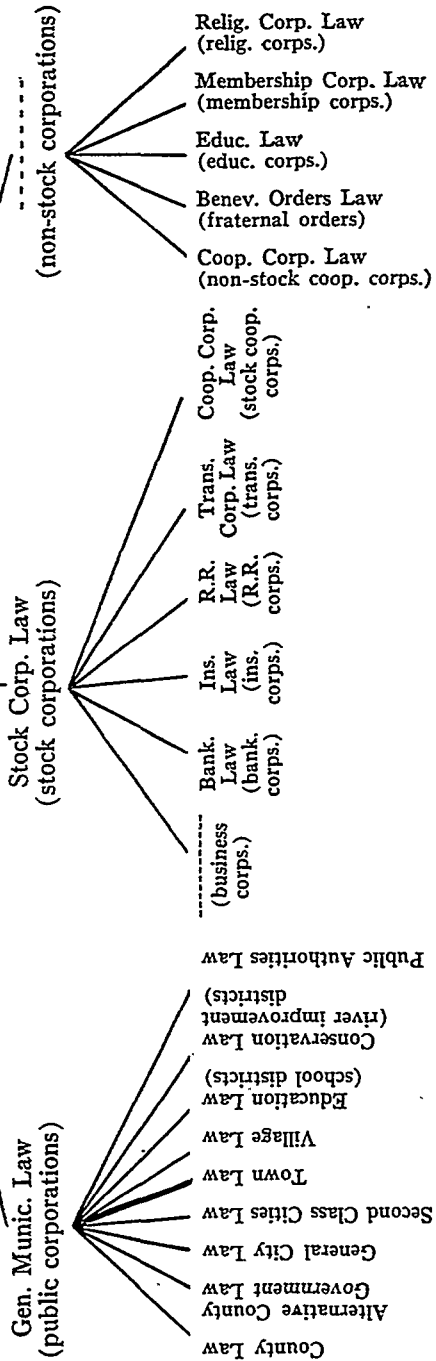 Gen. Munic. Law
(public corporations)
County Law
Alternative County
Government Law
General City Law
Second Class Cities Law
Town Law
Village Law
Education Law
(school districts)
Conservation Law
(river improvement
districts)
Public Authorities Law
Stock Corp. Law
(stock corporations)
(business
corps.)
Bank.
Law
(bank.
corps.)
Ins.
Law
(ins.
corps)
R.R.
Law
(R.R.
corps.)
Trans.
Corp. Law
(trans.
corps.)
Coop. Corp.
Law
(stock coop.
corps.)
(non-stock corporations)
Coop. Corp. Law
(non-stock coop. corps.)
Benev. Orders Law
(fraternal orders)
Educ. Law
(educ. corps.)
Membership Corp. Law
(membership corps.)
Relig. Corp. Law
(relig. corps.)